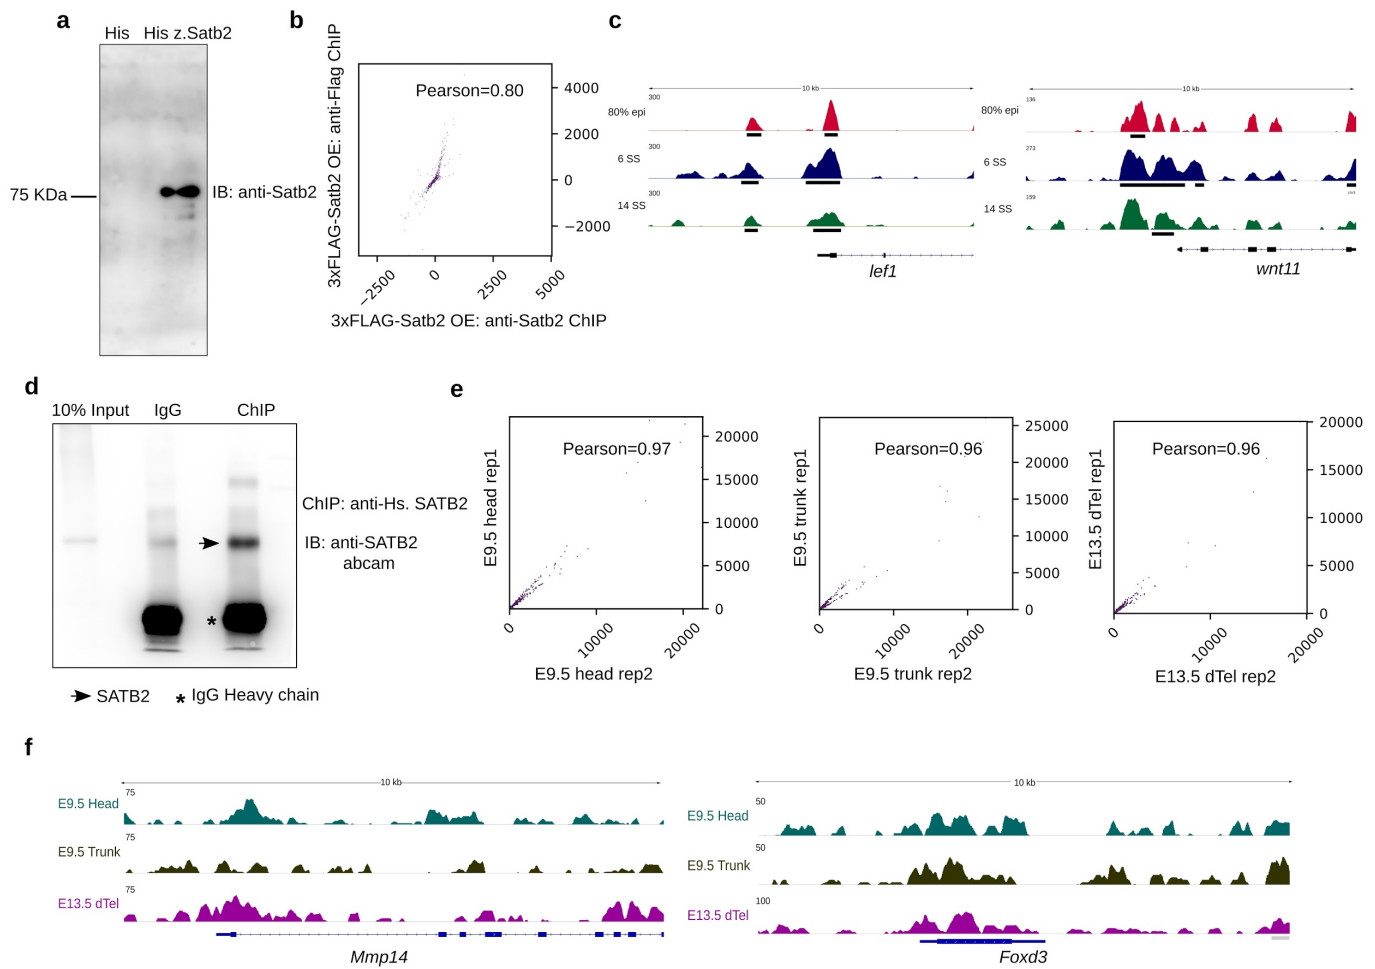 a
His
His z.Satb2
75 KDa
IB: anti-Satb2
b
3xFLAG-Satb2 OE: anti-Flag ChIP
Pearson=0.80
4000
2000
0
−2000
−2500
0
2500
5000
3xFLAG-Satb2 OE: anti-Satb2 ChIP
c
10 kb
300
80% epi
300
6 SS
300
14 SS
lef1
10 kb
136
80% epi
273
6 SS
159
14 SS
wnt11
d
10% Input
IgG
ChIP
ChIP: anti-Hs. SATB2
IB: anti-SATB2
abcam
*
SATB2
* IgG Heavy chain
e
E9.5 head rep1
Pearson=0.97
20000
15000
10000
5000
0
0
10000
20000
E9.5 head rep2
E9.5 trunk rep1
Pearson=0.96
25000
20000
15000
10000
5000
0
0
10000
20000
E9.5 trunk rep2
E13.5 dTel rep1
Pearson=0.96
20000
15000
10000
5000
0
0
10000
20000
E13.5 dTel rep2
f
10 kb
75
E9.5 Head
75
E9.5 Trunk
75
E13.5 dTel
Mmp14
10 kb
50
E9.5 Head
50
E9.5 Trunk
100
E13.5 dTel
Foxd3